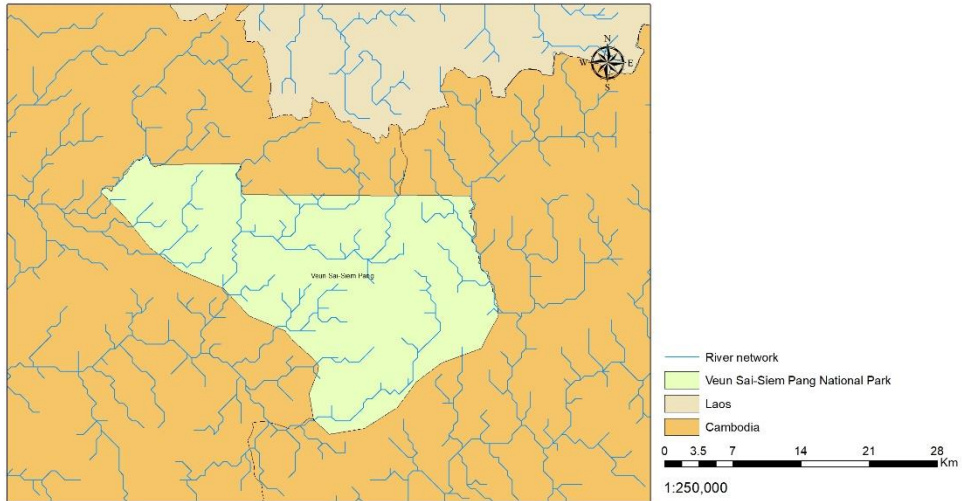 N
W E
S
Veun Sai-Siem Pang
River network
Veun Sai-Siem Pang National Park
Laos
Cambodia
0 3.5 7 14 21 28
Km
1:250,000